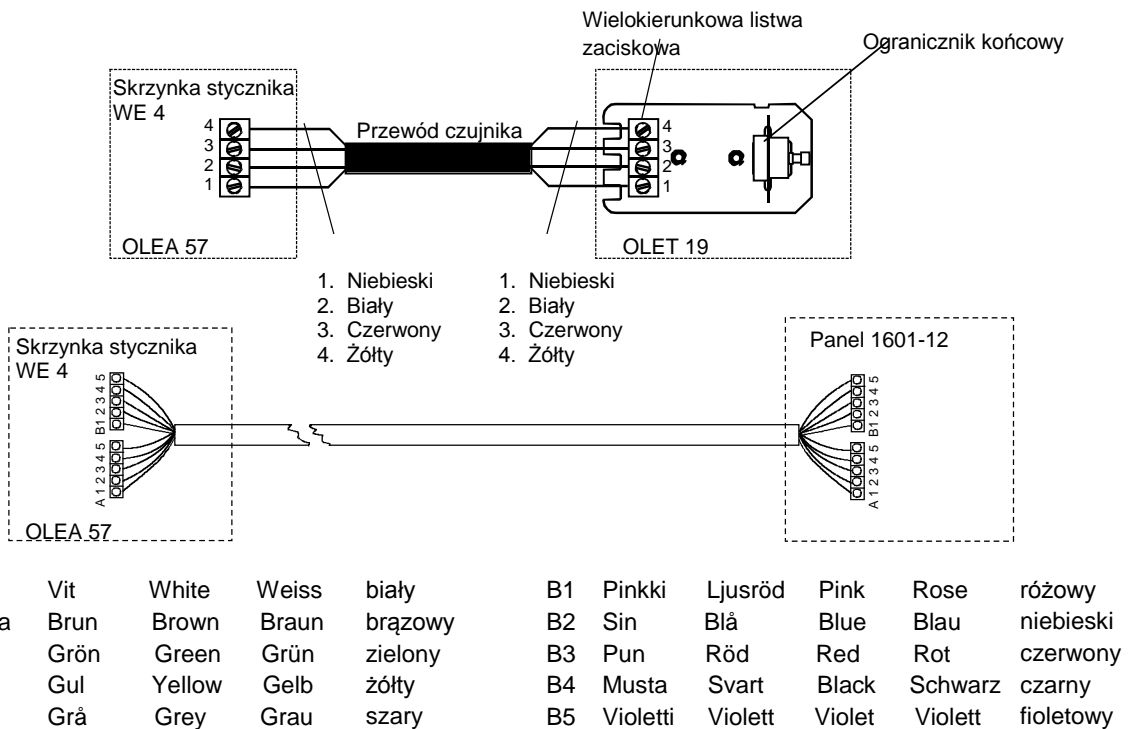 Wielokierunkowa listwa
zaciskowa
Ogranicznik końcowy
Skrzynka stycznika
WE 4
4
3
2
1
Przewód czujnika
4
3
2
1
OLEA 57
OLET 19
1. Niebieski
2. Biały
3. Czerwony
4. Żółty
1. Niebieski
2. Biały
3. Czerwony
4. Żółty
Skrzynka stycznika
WE 4
B1 2 3 4 5
A 1 2 3 4 5
OLEA 57
Panel 1601-12
B1 2 3 4 5
A 1 2 3 4 5
Vit White Weiss biały B1 Pinkki Ljusröd Pink Rose różowy
a Brun Brown Braun brązowy B2 Sin Blå Blue Blau niebieski
Grön Green Grün zielony B3 Pun Röd Red Rot czerwony
Gul Yellow Gelb żółty B4 Musta Svart Black Schwarz czarny
Grå Grey Grau szary B5 Violetti Violett Violet Violett fioletowy